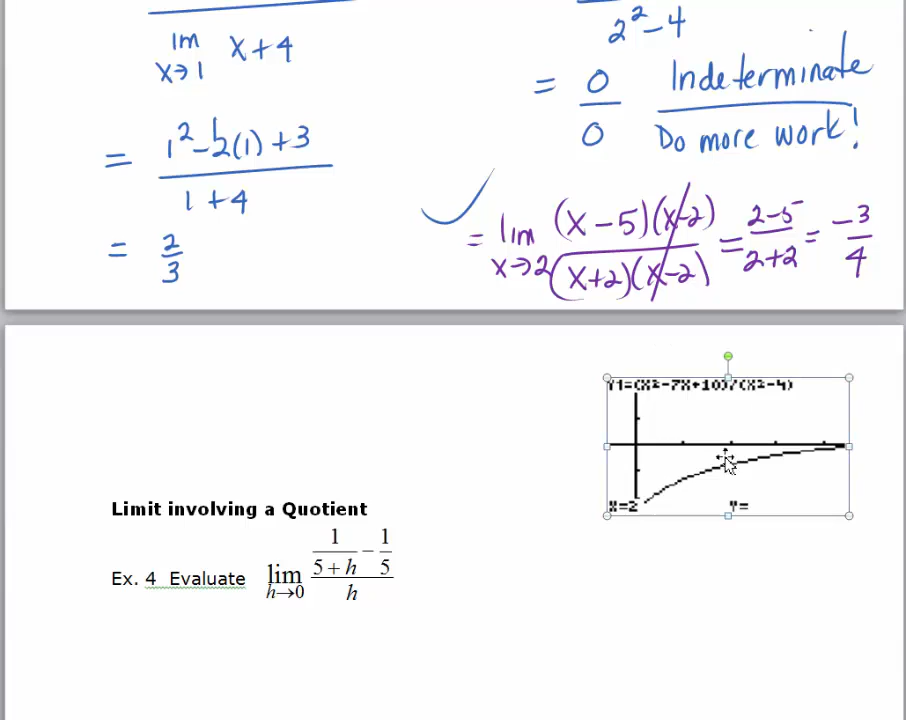 lim x→1 x+4
= 1²-2(1)+3 / 1+4
= 2/3
2²-4
= 0/0 Indeterminate
Do more work!
= lim x→2 (x-5)(x-2) / (x+2)(x-2) = 2-5 / 2+2 = -3/4
Y1=(X2-7X+10)/(X2-4)
X=2 Y=
Limit involving a Quotient
Ex. 4 Evaluate lim h→0 (1/(5+h) - 1/5) / h